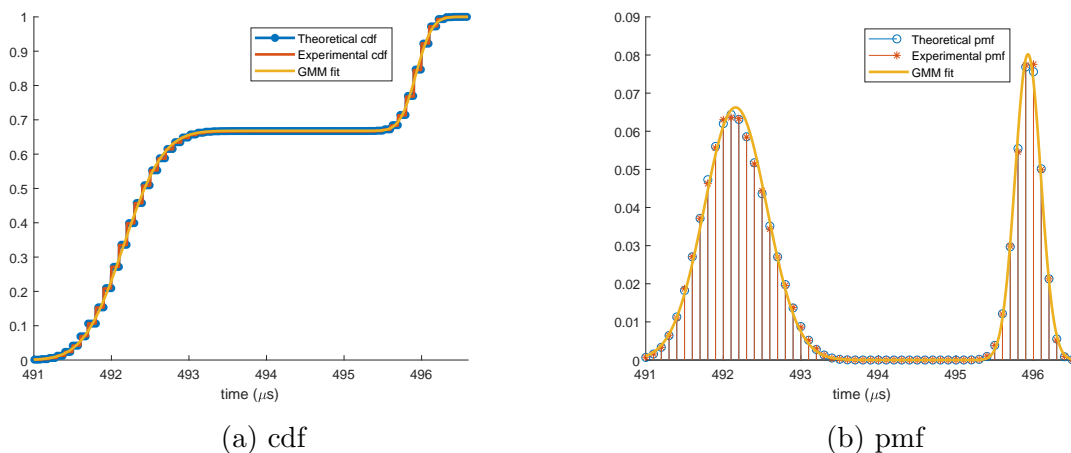 1
0.9
0.8
0.7
0.6
0.5
0.4
0.3
0.2
0.1
0
491 492 493 494 495 496
time (μs)
Theoretical cdf
Experimental cdf
GMM fit
(a) cdf
0.09
0.08
0.07
0.06
0.05
0.04
0.03
0.02
0.01
0
491 492 493 494 495 496
time (μs)
Theoretical pmf
Experimental pmf
GMM fit
(b) pmf